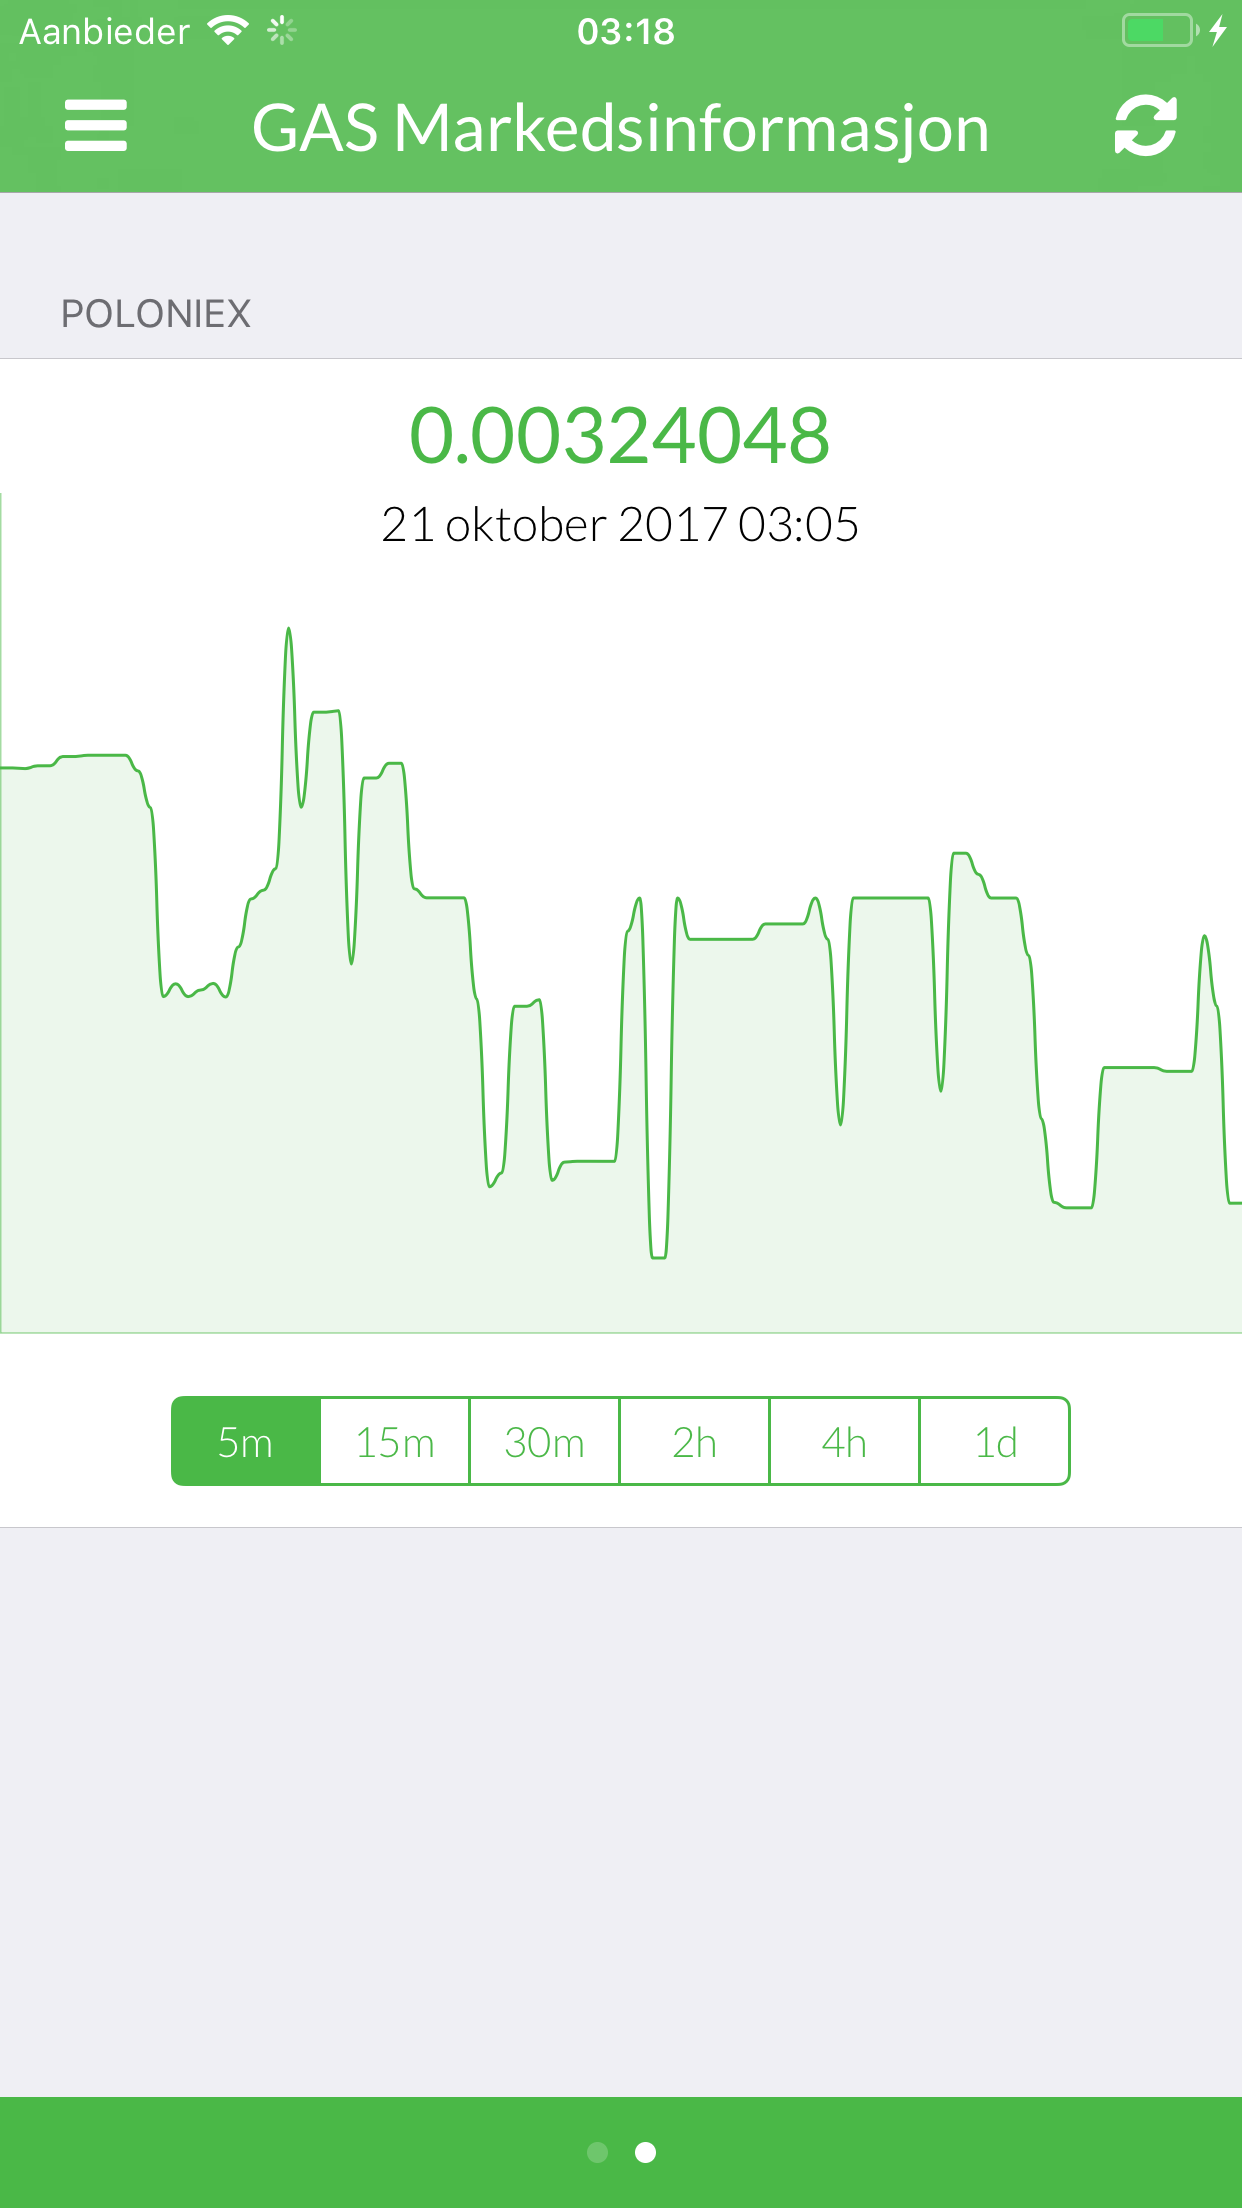 Aanbieder 03:18
GAS Markedsinformasjon
POLONIEX
0.00324048
21 oktober 2017 03:05
5m 15m 30m 2h 4h 1d